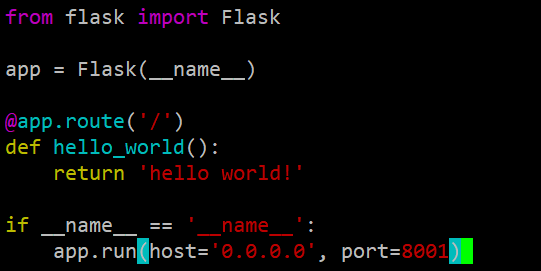 from flask import Flask
app = Flask(__name__)
@app.route('/')
def hello_world():
    return 'hello world!'
if __name__ == '__name__':
    app.run(host='0.0.0.0', port=8001)